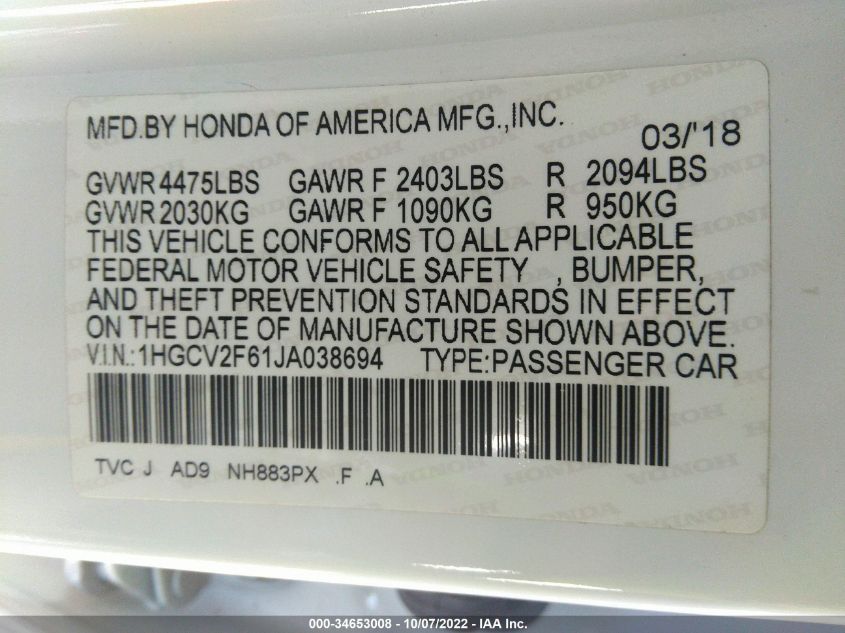 MFD.BY HONDA OF AMERICA MFG.,INC. 03/'18
GVWR 4475LBS GAWR F 2403LBS R 2094LBS
GVWR 2030KG GAWR F 1090KG R 950KG
THIS VEHICLE CONFORMS TO ALL APPLICABLE
FEDERAL MOTOR VEHICLE SAFETY , BUMPER,
AND THEFT PREVENTION STANDARDS IN EFFECT
ON THE DATE OF MANUFACTURE SHOWN ABOVE.
V.I.N.:1HGCV2F61JA038694 TYPE:PASSENGER CAR
TVC J AD9 NH883PX .F .A
000-34653008 - 10/07/2022 - IAA Inc.